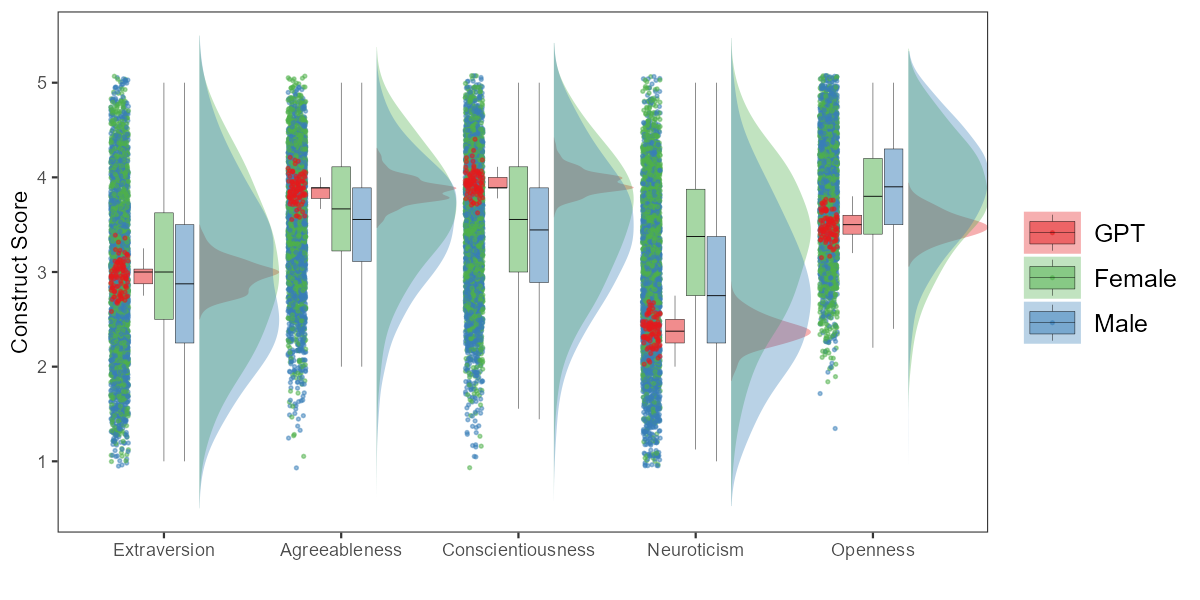 Construct Score
5
4
3
2
1
Extraversion
Agreeableness
Conscientiousness
Neuroticism
Openness
GPT
Female
Male